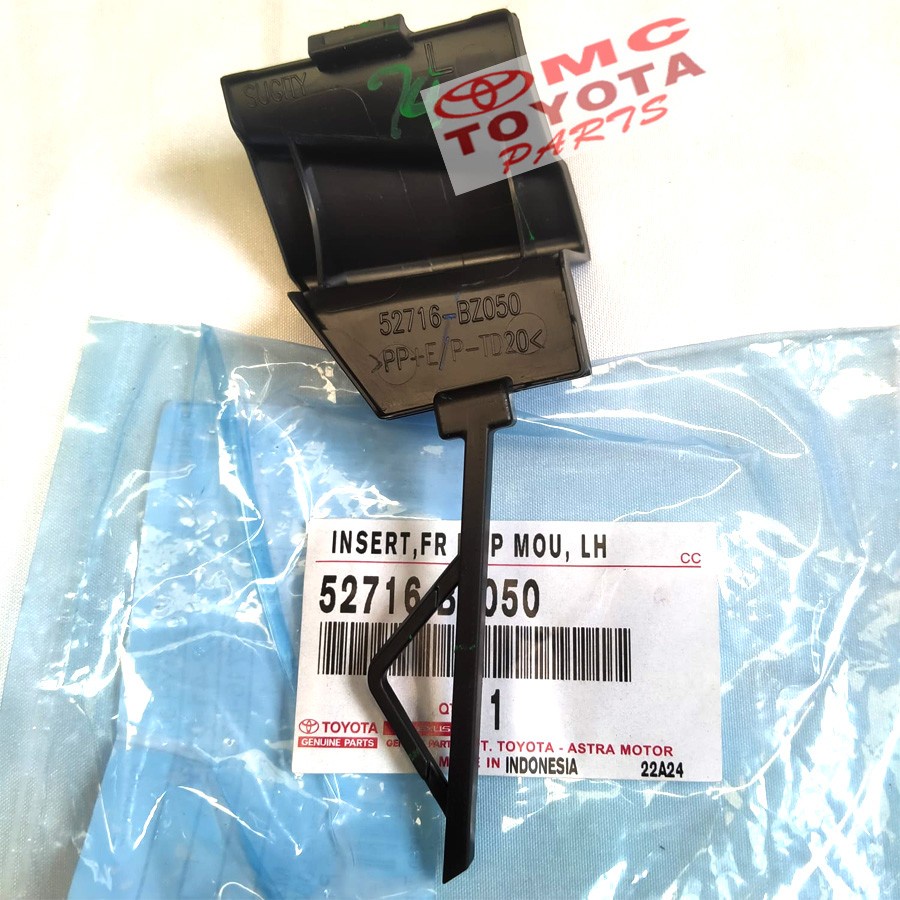 SUGITY
L
MC
TOYOTA
PARTS
52716-BZ050
>PP+E/P-TD20<
INSERT,FR P MOU, LH
CC
52716 050
1
TOYOTA
GENUINE PARTS
T. TOYOTA - ASTRA MOTOR
IN INDONESIA
22A24